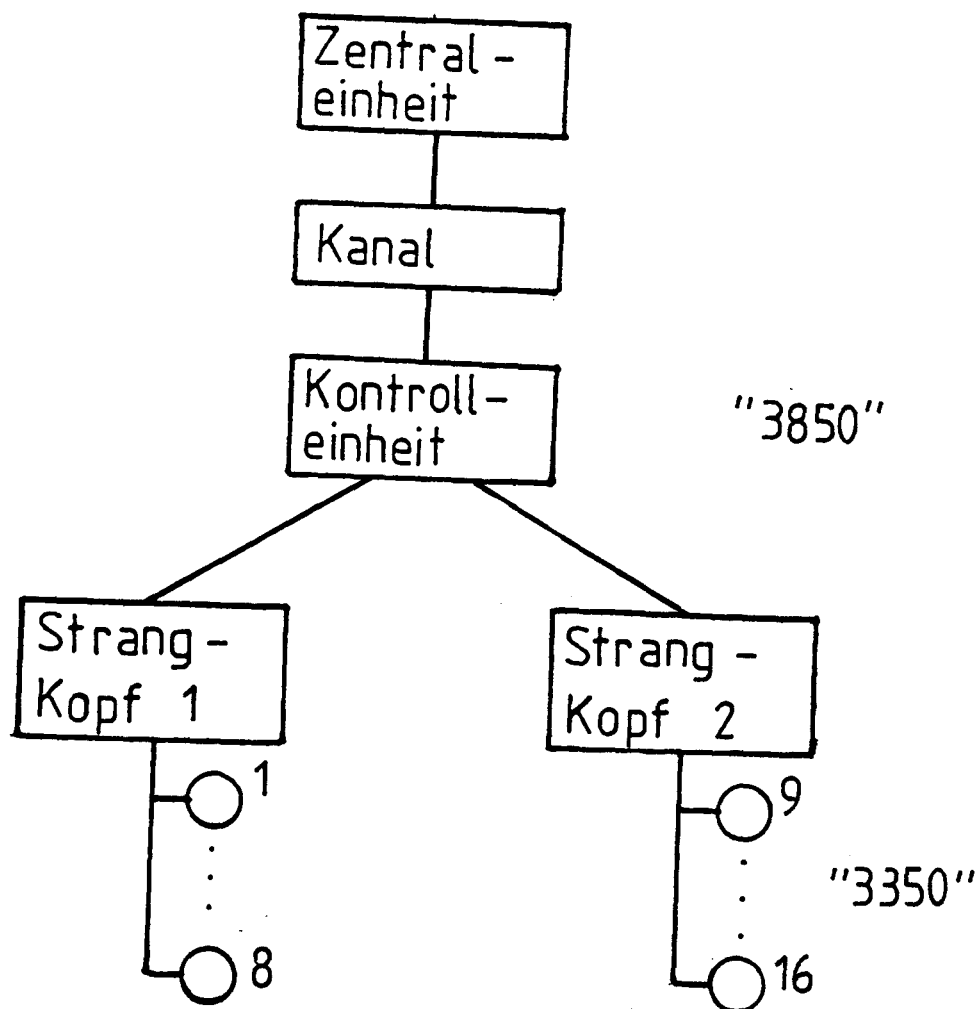 Zentral-
einheit
Kanal
Kontroll-
einheit
"3850"
Strang-
Kopf 1
Strang-
Kopf 2
1
9
"3350"
8
16